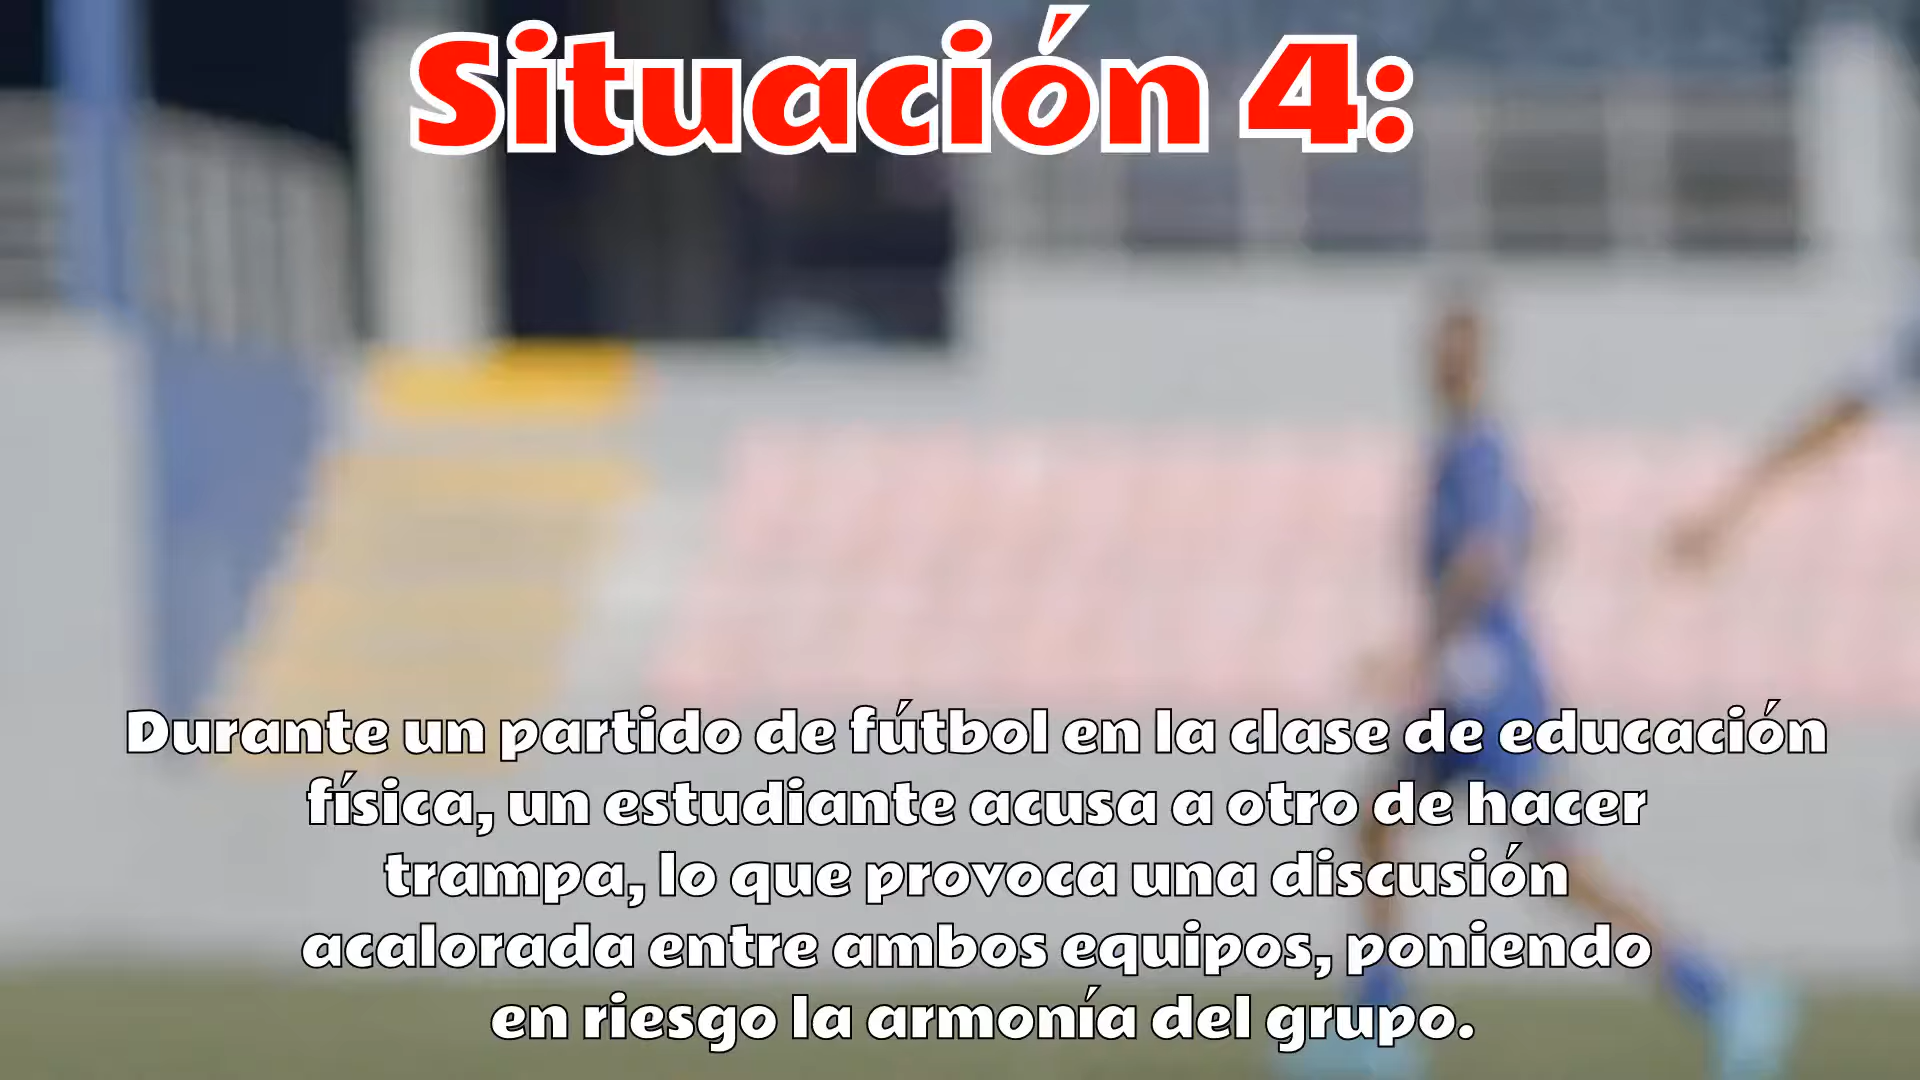 Situación 4:
Durante un partido de fútbol en la clase de educación
física, un estudiante acusa a otro de hacer
trampa, lo que provoca una discusión
acalorada entre ambos equipos, poniendo
en riesgo la armonía del grupo.